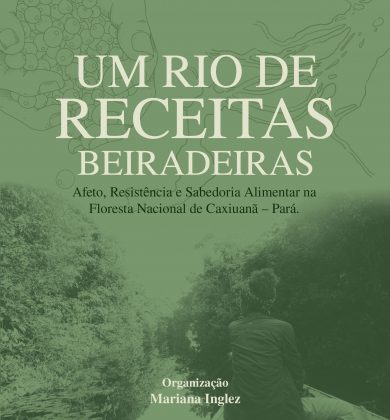 UM RIO DE
RECEITAS
BEIRADEIRAS
Afeto, Resistência e Sabedoria Alimentar na
Floresta Nacional de Caxiuanã – Pará.
Organização
Mariana Inglez